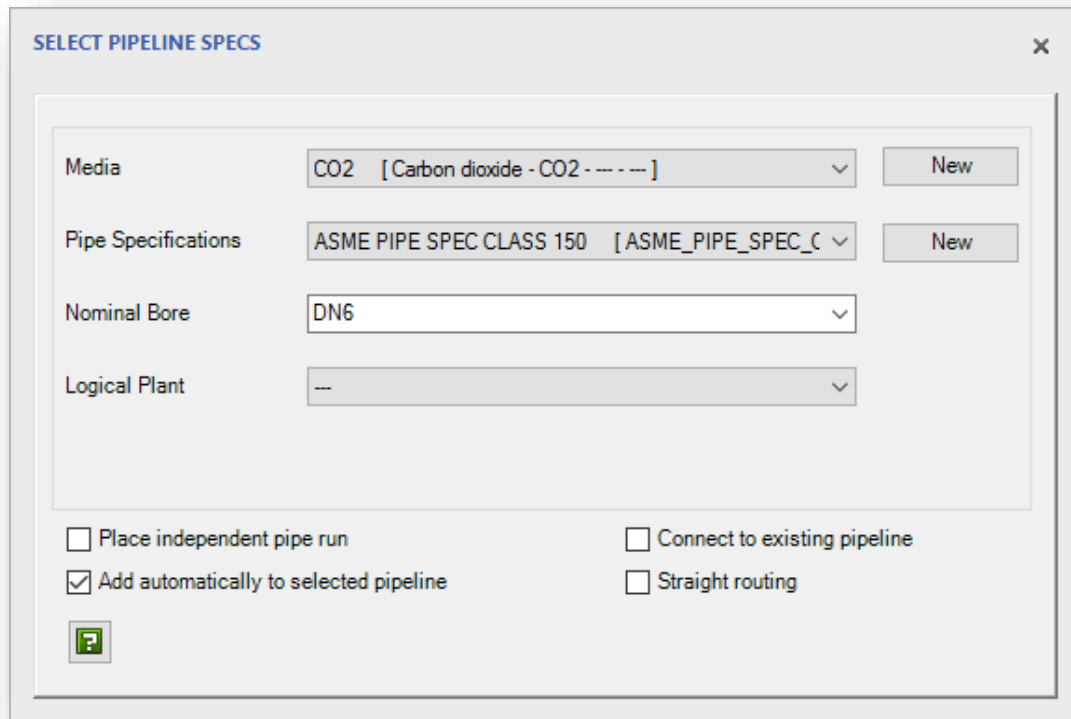 SELECT PIPELINE SPECS
Media
CO2 [ Carbon dioxide - CO2 - --- - --- ]
New
Pipe Specifications
ASME PIPE SPEC CLASS 150 [ ASME_PIPE_SPEC_C
New
Nominal Bore
DN6
Logical Plant
---
Place independent pipe run
Connect to existing pipeline
Add automatically to selected pipeline
Straight routing